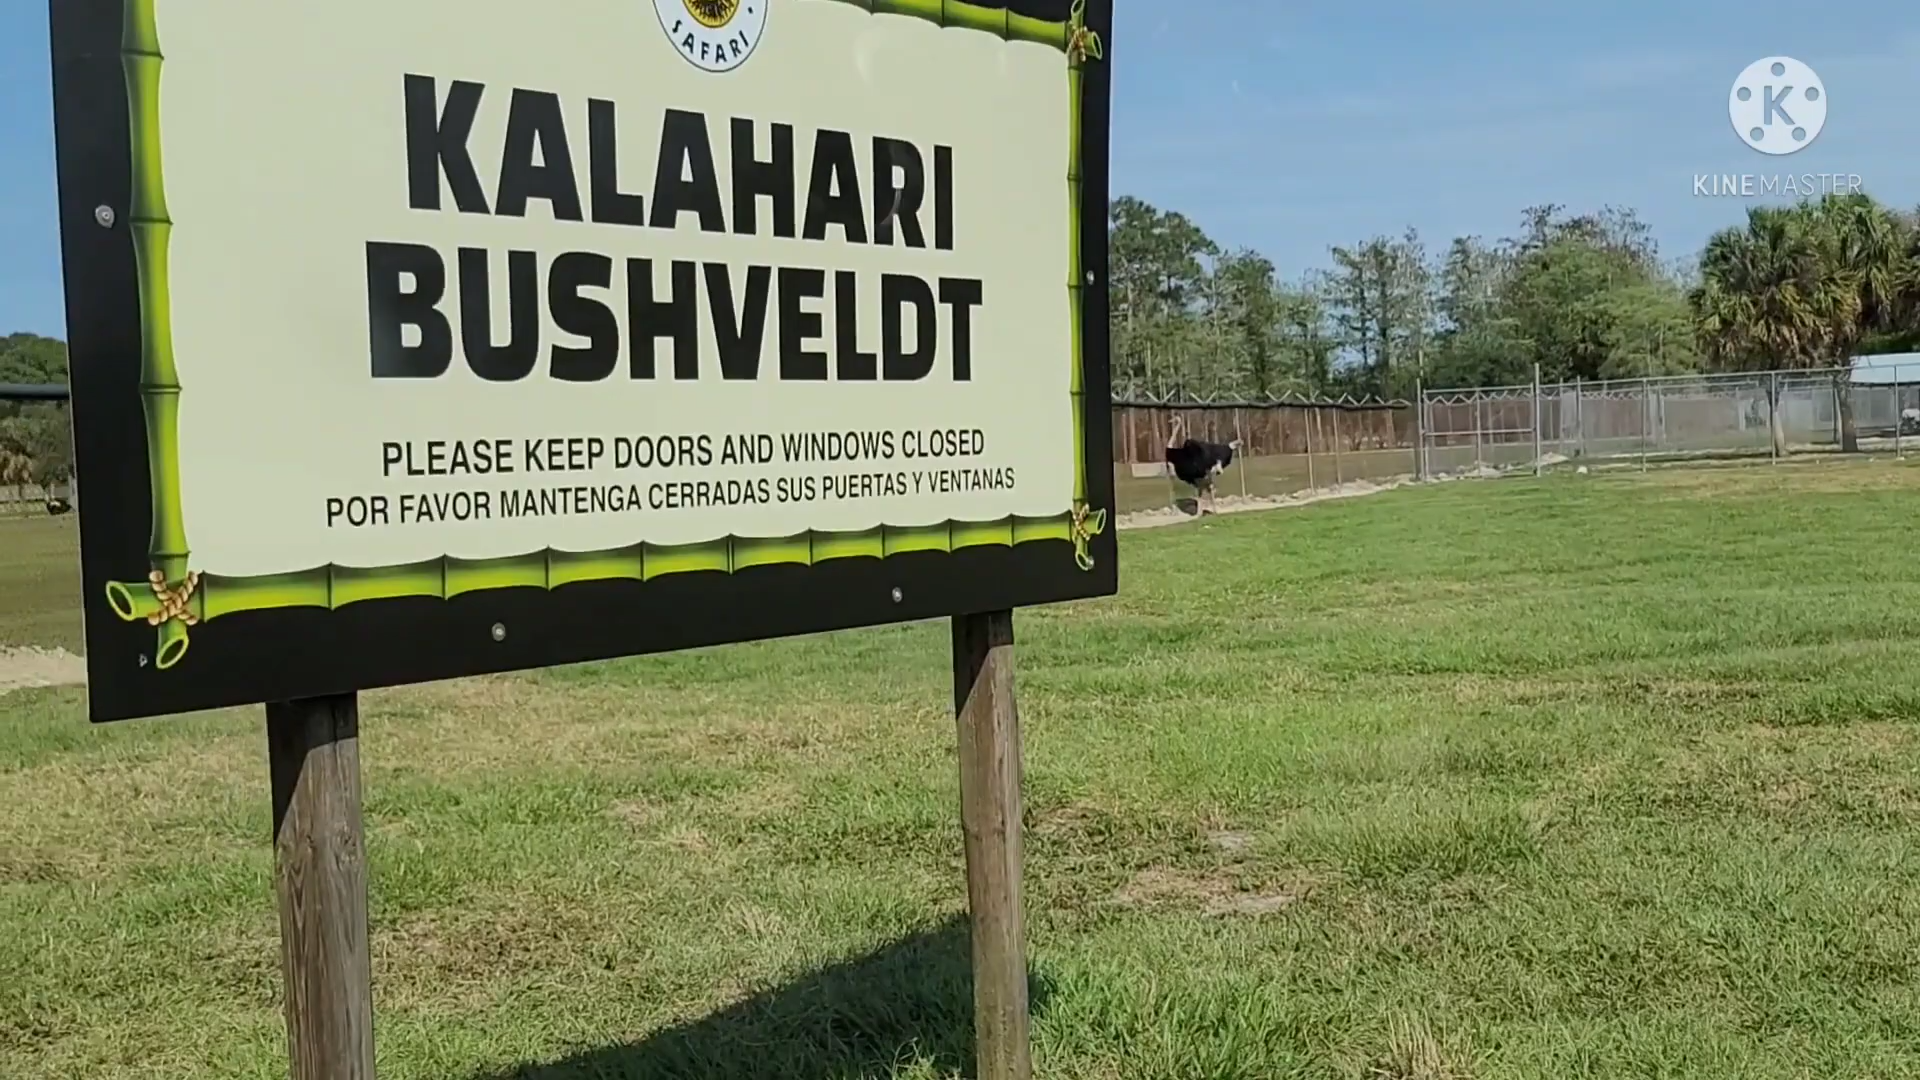 SAFARI
KALAHARI
BUSHVELDT
PLEASE KEEP DOORS AND WINDOWS CLOSED
POR FAVOR MANTENGA CERRADAS SUS PUERTAS Y VENTANAS
K
KINEMASTER